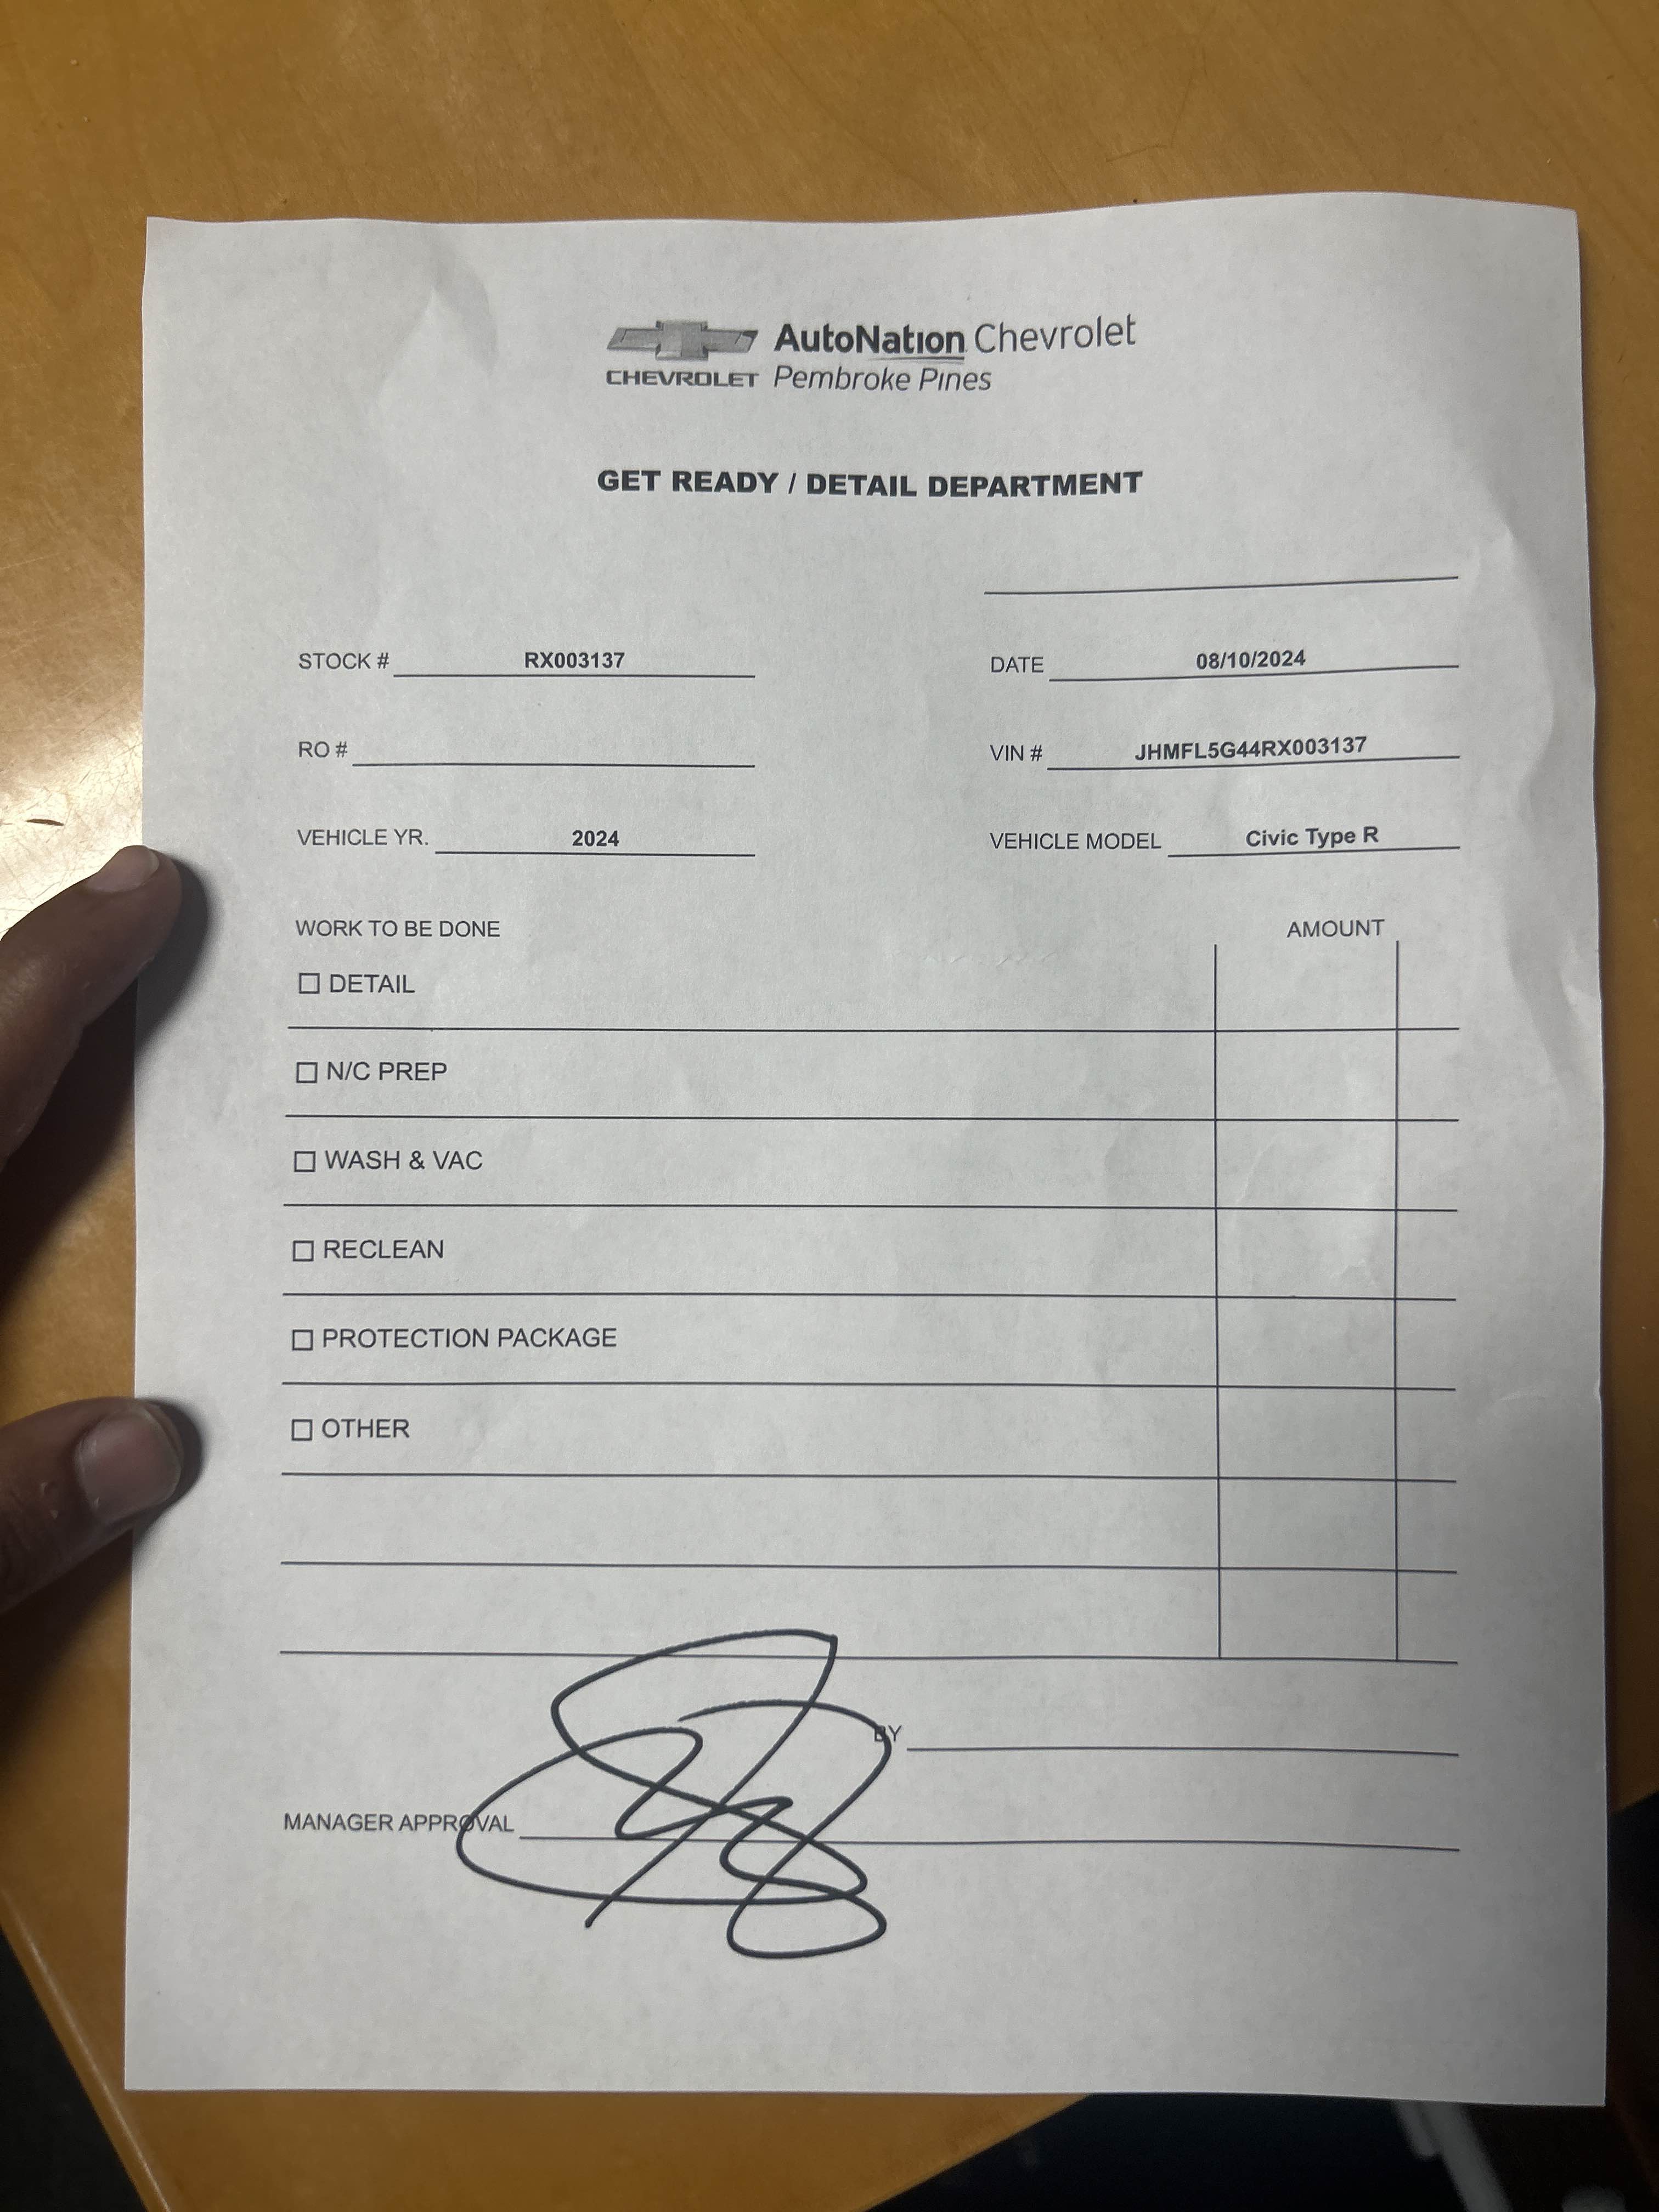 AutoNation Chevrolet
CHEVROLET Pembroke Pines
GET READY / DETAIL DEPARTMENT
STOCK # RX003137
DATE 08/10/2024
RO #
VIN # JHMFL5G44RX003137
VEHICLE YR. 2024
VEHICLE MODEL Civic Type R
WORK TO BE DONE
AMOUNT
DETAIL
N/C PREP
WASH & VAC
RECLEAN
PROTECTION PACKAGE
OTHER
BY
MANAGER APPROVAL